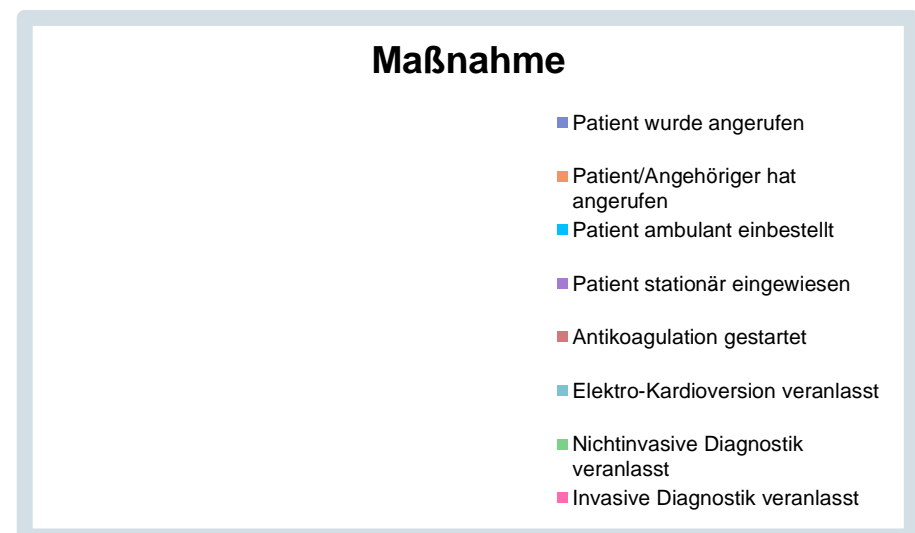 Maßnahme
Patient wurde angerufen
Patient/Angehöriger hat
angerufen
Patient ambulant einbestellt
Patient stationär eingewiesen
Antikoagulation gestartet
Elektro-Kardioversion veranlasst
Nichtinvasive Diagnostik
veranlasst
Invasive Diagnostik veranlasst